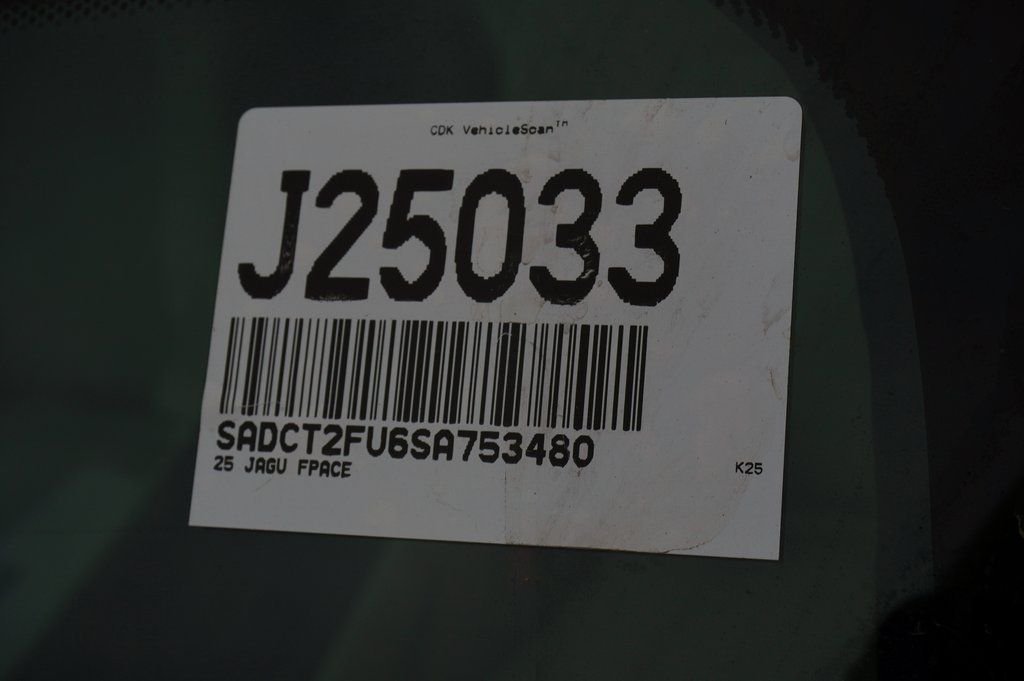 CDK VehicleScan™
J25033
SADCT2FU6SA753480
25 JAGU FPACE
K25